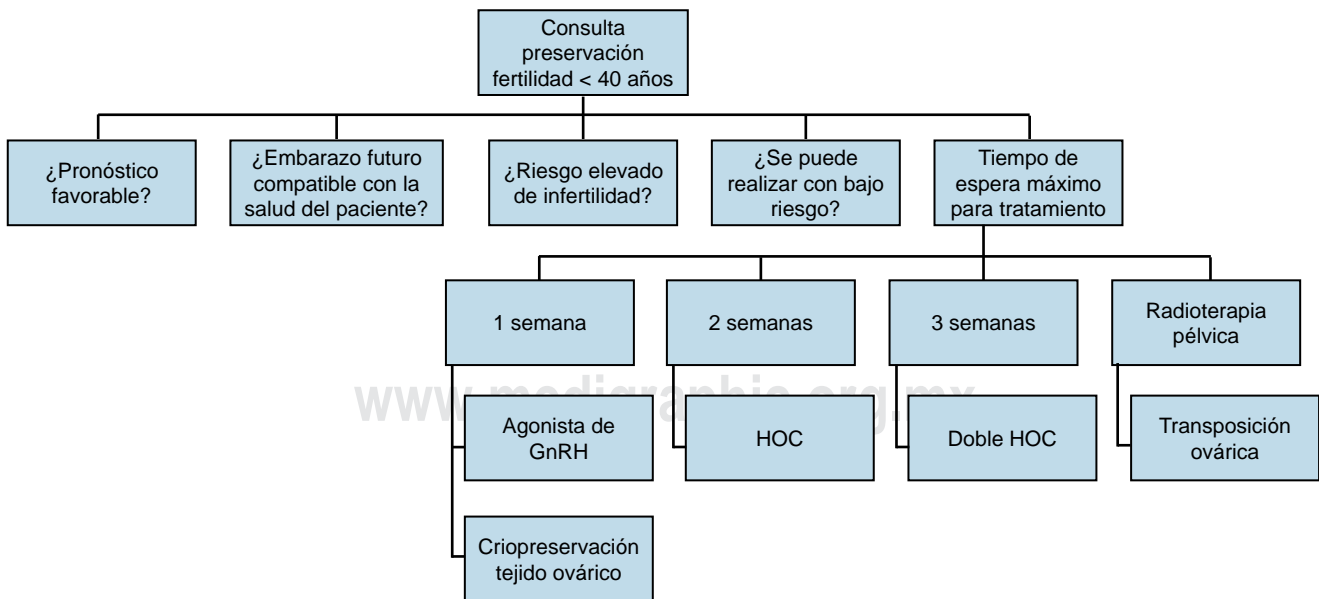 Consulta
preservación
fertilidad < 40 años
¿Pronóstico
favorable?
¿Embarazo futuro
compatible con la
salud del paciente?
¿Riesgo elevado
de infertilidad?
¿Se puede
realizar con bajo
riesgo?
Tiempo de
espera máximo
para tratamiento
1 semana
2 semanas
3 semanas
Radioterapia
pélvica
www.medigraphic.org.mx
Agonista de
GnRH
HOC
Doble HOC
Transposición
ovárica
Criopreservación
tejido ovárico